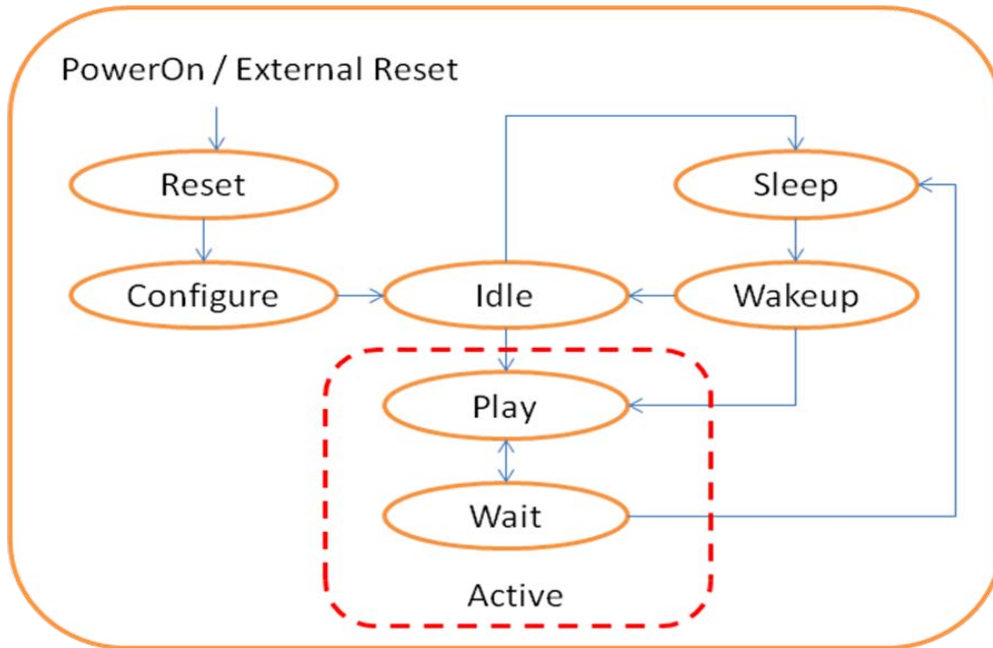 PowerOn / External Reset
Reset
Sleep
Configure
Idle
Wakeup
Play
Wait
Active